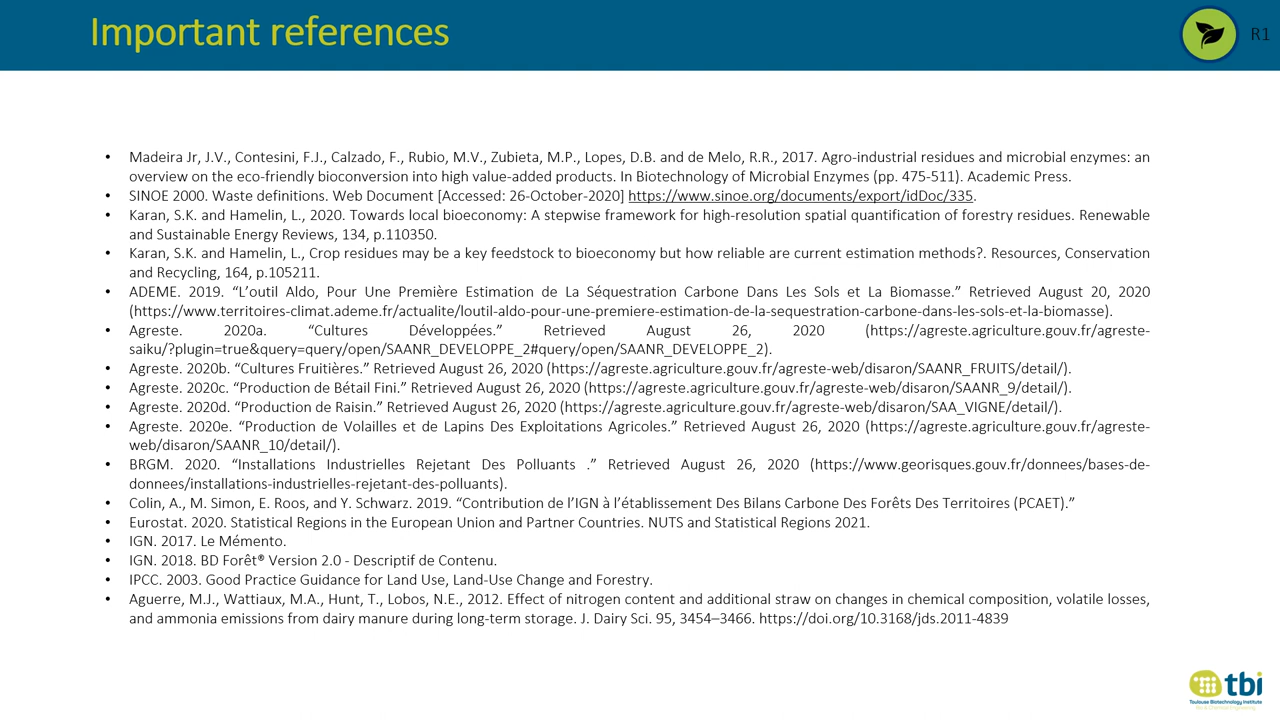 Important references
R1
• Madeira Jr, J.V., Contesini, F.J., Calzado, F., Rubio, M.V., Zubieta, M.P., Lopes, D.B. and de Melo, R.R., 2017. Agro-industrial residues and microbial enzymes: an
overview on the eco-friendly bioconversion into high value-added products. In Biotechnology of Microbial Enzymes (pp. 475-511). Academic Press.
• SINOE 2000. Waste definitions. Web Document [Accessed: 26-October-2020] https://www.sinoe.org/documents/export/idDoc/335.
• Karan, S.K. and Hamelin, L., 2020. Towards local bioeconomy: A stepwise framework for high-resolution spatial quantification of forestry residues. Renewable
and Sustainable Energy Reviews, 134, p.110350.
• Karan, S.K. and Hamelin, L., Crop residues may be a key feedstock to bioeconomy but how reliable are current estimation methods?. Resources, Conservation
and Recycling, 164, p.105211.
• ADEME. 2019. “L’outil Aldo, Pour Une Première Estimation de La Séquestration Carbone Dans Les Sols et La Biomasse.” Retrieved August 20, 2020
(https://www.territoires-climat.ademe.fr/actualite/loutil-aldo-pour-une-premiere-estimation-de-la-sequestration-carbone-dans-les-sols-et-la-biomasse).
• Agreste. 2020a. “Cultures Développées.” Retrieved August 26, 2020 (https://agreste.agriculture.gouv.fr/agreste-
saiku/?plugin=true&query=query/open/SAANR_DEVELOPPE_2#query/open/SAANR_DEVELOPPE_2).
• Agreste. 2020b. “Cultures Fruitières.” Retrieved August 26, 2020 (https://agreste.agriculture.gouv.fr/agreste-web/disaron/SAANR_FRUITS/detail/).
• Agreste. 2020c. “Production de Bétail Fini.” Retrieved August 26, 2020 (https://agreste.agriculture.gouv.fr/agreste-web/disaron/SAANR_9/detail/).
• Agreste. 2020d. “Production de Raisin.” Retrieved August 26, 2020 (https://agreste.agriculture.gouv.fr/agreste-web/disaron/SAA_VIGNE/detail/).
• Agreste. 2020e. “Production de Volailles et de Lapins Des Exploitations Agricoles.” Retrieved August 26, 2020 (https://agreste.agriculture.gouv.fr/agreste-
web/disaron/SAANR_10/detail/).
• BRGM. 2020. “Installations Industrielles Rejetant Des Polluants .” Retrieved August 26, 2020 (https://www.georisques.gouv.fr/donnees/bases-de-
donnees/installations-industrielles-rejetant-des-polluants).
• Colin, A., M. Simon, E. Roos, and Y. Schwarz. 2019. “Contribution de l’IGN à l’établissement Des Bilans Carbone Des Forêts Des Territoires (PCAET).”
• Eurostat. 2020. Statistical Regions in the European Union and Partner Countries. NUTS and Statistical Regions 2021.
• IGN. 2017. Le Mémento.
• IGN. 2018. BD Forêt® Version 2.0 - Descriptif de Contenu.
• IPCC. 2003. Good Practice Guidance for Land Use, Land-Use Change and Forestry.
• Aguerre, M.J., Wattiaux, M.A., Hunt, T., Lobos, N.E., 2012. Effect of nitrogen content and additional straw on changes in chemical composition, volatile losses,
and ammonia emissions from dairy manure during long-term storage. J. Dairy Sci. 95, 3454–3466. https://doi.org/10.3168/jds.2011-4839
tbi
Toulouse Biotechnology Institute